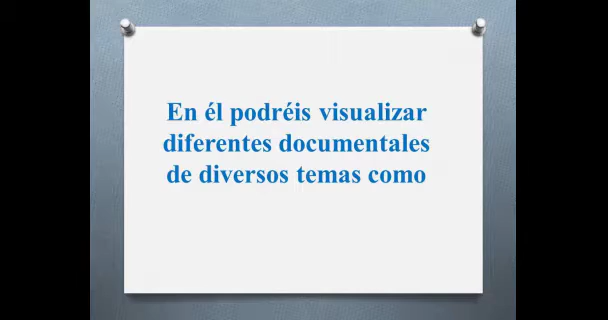 En él podréis visualizar
diferentes documentales
de diversos temas como